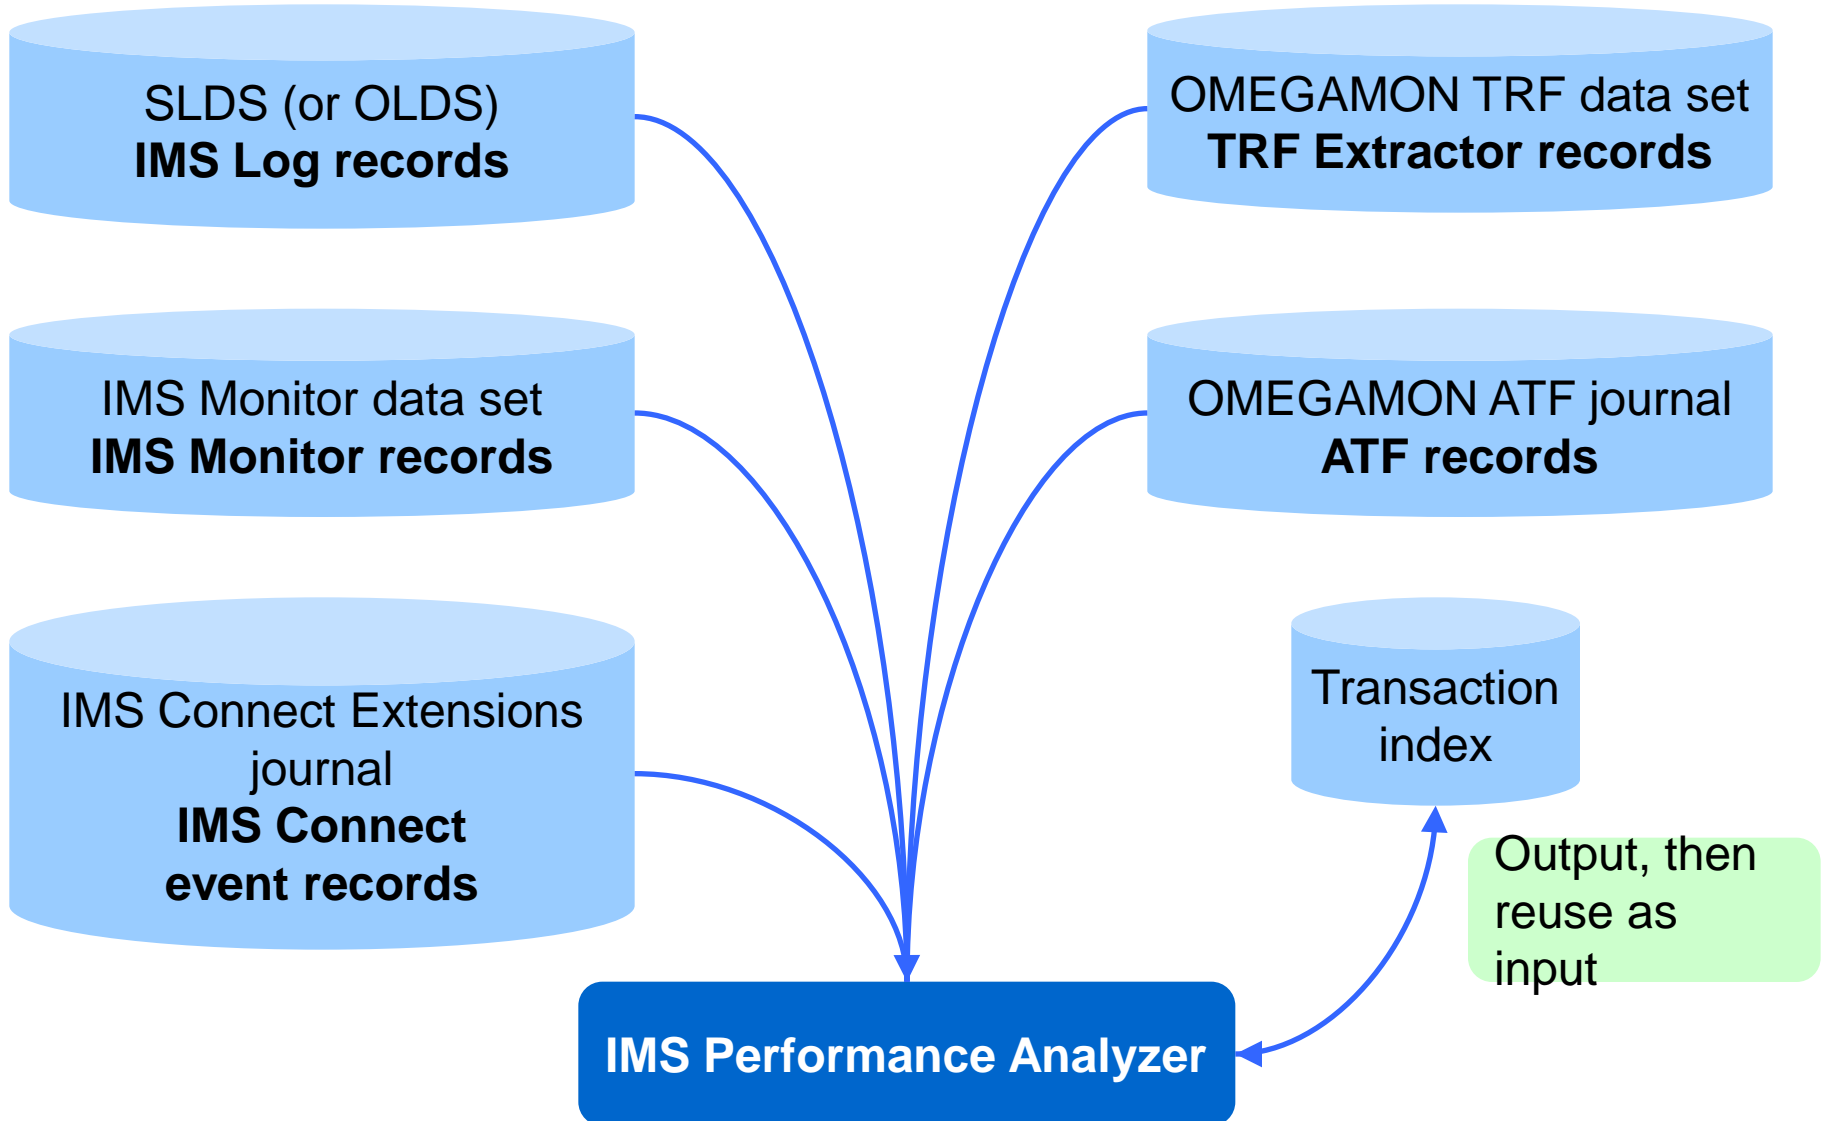 SLDS (or OLDS)
IMS Log records
OMEGAMON TRF data set
TRF Extractor records
IMS Monitor data set
IMS Monitor records
OMEGAMON ATF journal
ATF records
IMS Connect Extensions
journal
IMS Connect
event records
Transaction
index
Output, then
reuse as
input
IMS Performance Analyzer